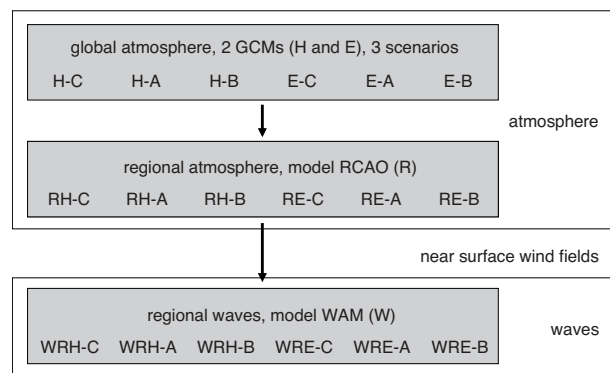 global atmosphere, 2 GCMs (H and E), 3 scenarios
H-C H-A H-B E-C E-A E-B
atmosphere
regional atmosphere, model RCAO (R)
RH-C RH-A RH-B RE-C RE-A RE-B
near surface wind fields
regional waves, model WAM (W)
waves
WRH-C WRH-A WRH-B WRE-C WRE-A WRE-B